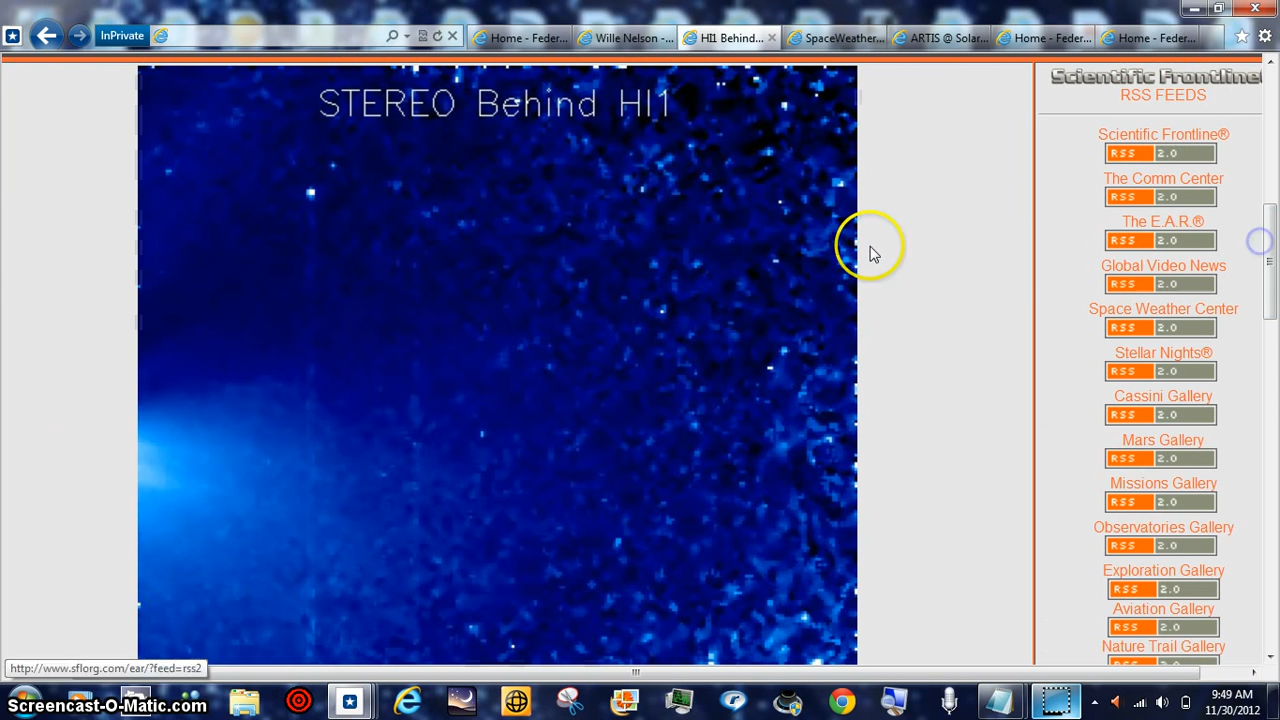 InPrivate
Home - Feder...
Wille Nelson -...
HI1 Behind...
SpaceWeather...
ARTIS @ Solar...
Home - Feder...
Home - Feder...
STEREO Behind HI1
Scientific Frontline
RSS FEEDS
Scientific Frontline®
RSS 2.0
The Comm Center
RSS 2.0
The E.A.R.®
RSS 2.0
Global Video News
RSS 2.0
Space Weather Center
RSS 2.0
Stellar Nights®
RSS 2.0
Cassini Gallery
RSS 2.0
Mars Gallery
RSS 2.0
Missions Gallery
RSS 2.0
Observatories Gallery
RSS 2.0
Exploration Gallery
RSS 2.0
Aviation Gallery
RSS 2.0
Nature Trail Gallery
http://www.sflorg.com/ear/?feed=rss2
Screencast-O-Matic.com
9:49 AM
11/30/2012